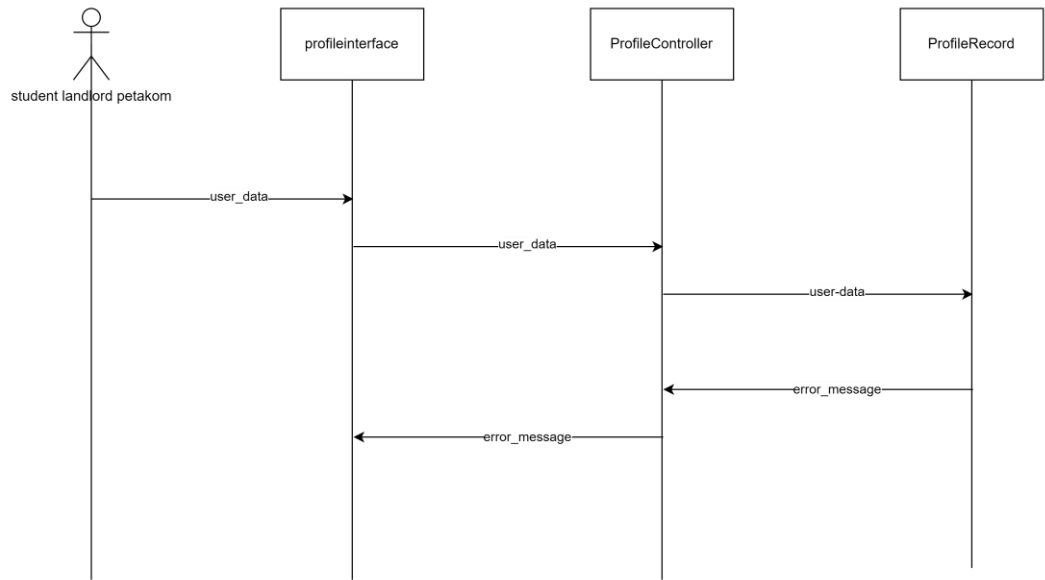 profileinterface
ProfileController
ProfileRecord
student landlord petakom
user_data
user_data
user-data
error_message
error_message